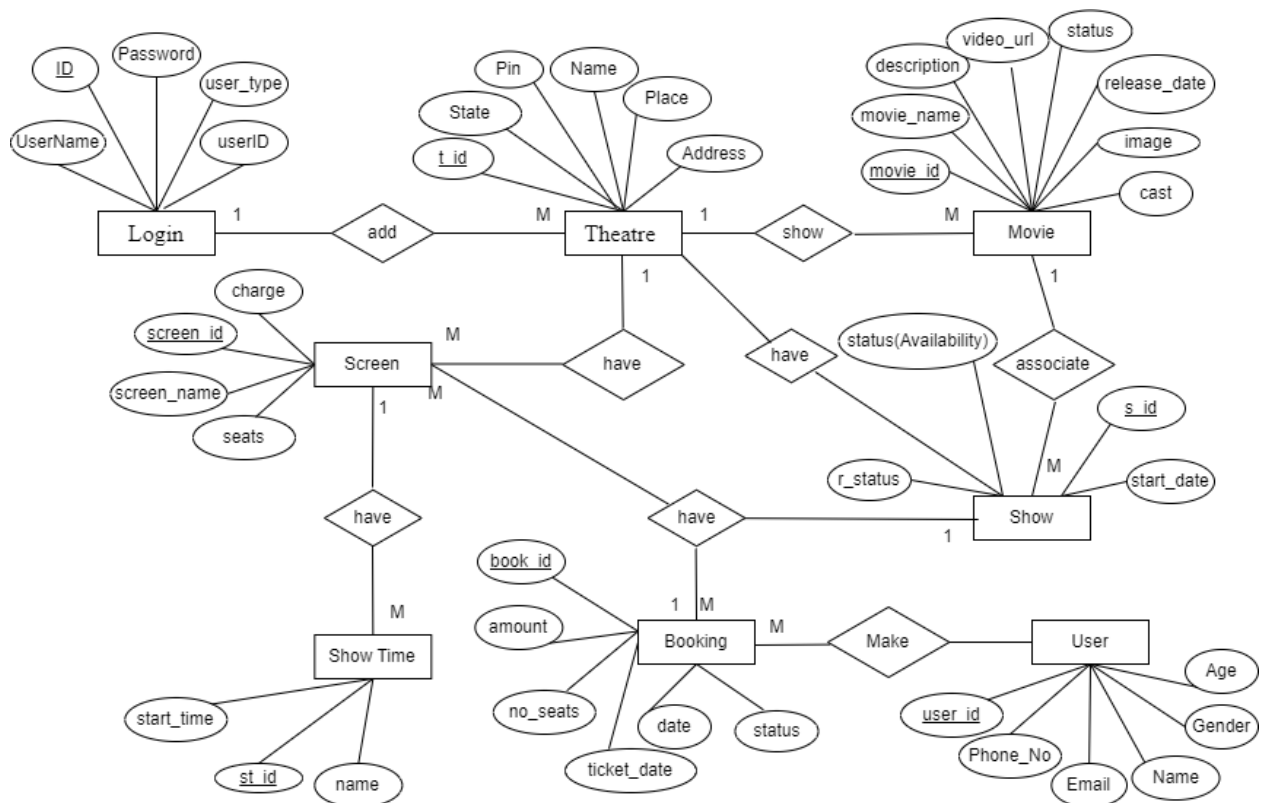 Password
ID
user_type
UserName
userID
Login
1
add
M
Pin
Name
State
Place
t_id
Address
Theatre
1
show
M
video_url
status
description
release_date
movie_name
image
movie_id
cast
Movie
1
1
charge
screen_id
M
screen_name
Screen
have
M
seats
1
have
status(Availability)
associate
s_id
M
r_status
start_date
Show
have
have
1
book_id
M
1
M
amount
Booking
M
Make
User
Show Time
start_time
st_id
name
no_seats
date
status
ticket_date
Age
user_id
Gender
Phone_No
Email
Name